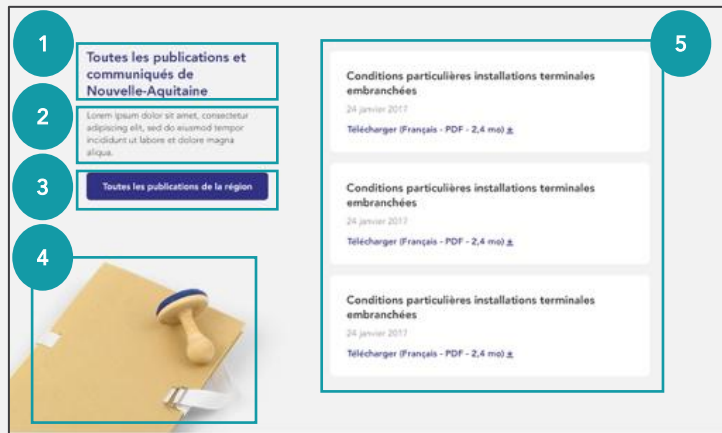 1
Toutes les publications et
communiqués de
Nouvelle-Aquitaine
2
Lorem ipsum dolor sit amet, consectetur
adipiscing elit, sed do eiusmod tempor
incididunt ut labore et dolore magna
aliqua.
3
Toutes les publications de la région
4
5
Conditions particulières installations terminales
embranchées
24 janvier 2017
Télécharger (Français - PDF - 2,4 mo)
Conditions particulières installations terminales
embranchées
24 janvier 2017
Télécharger (Français - PDF - 2,4 mo)
Conditions particulières installations terminales
embranchées
24 janvier 2017
Télécharger (Français - PDF - 2,4 mo)